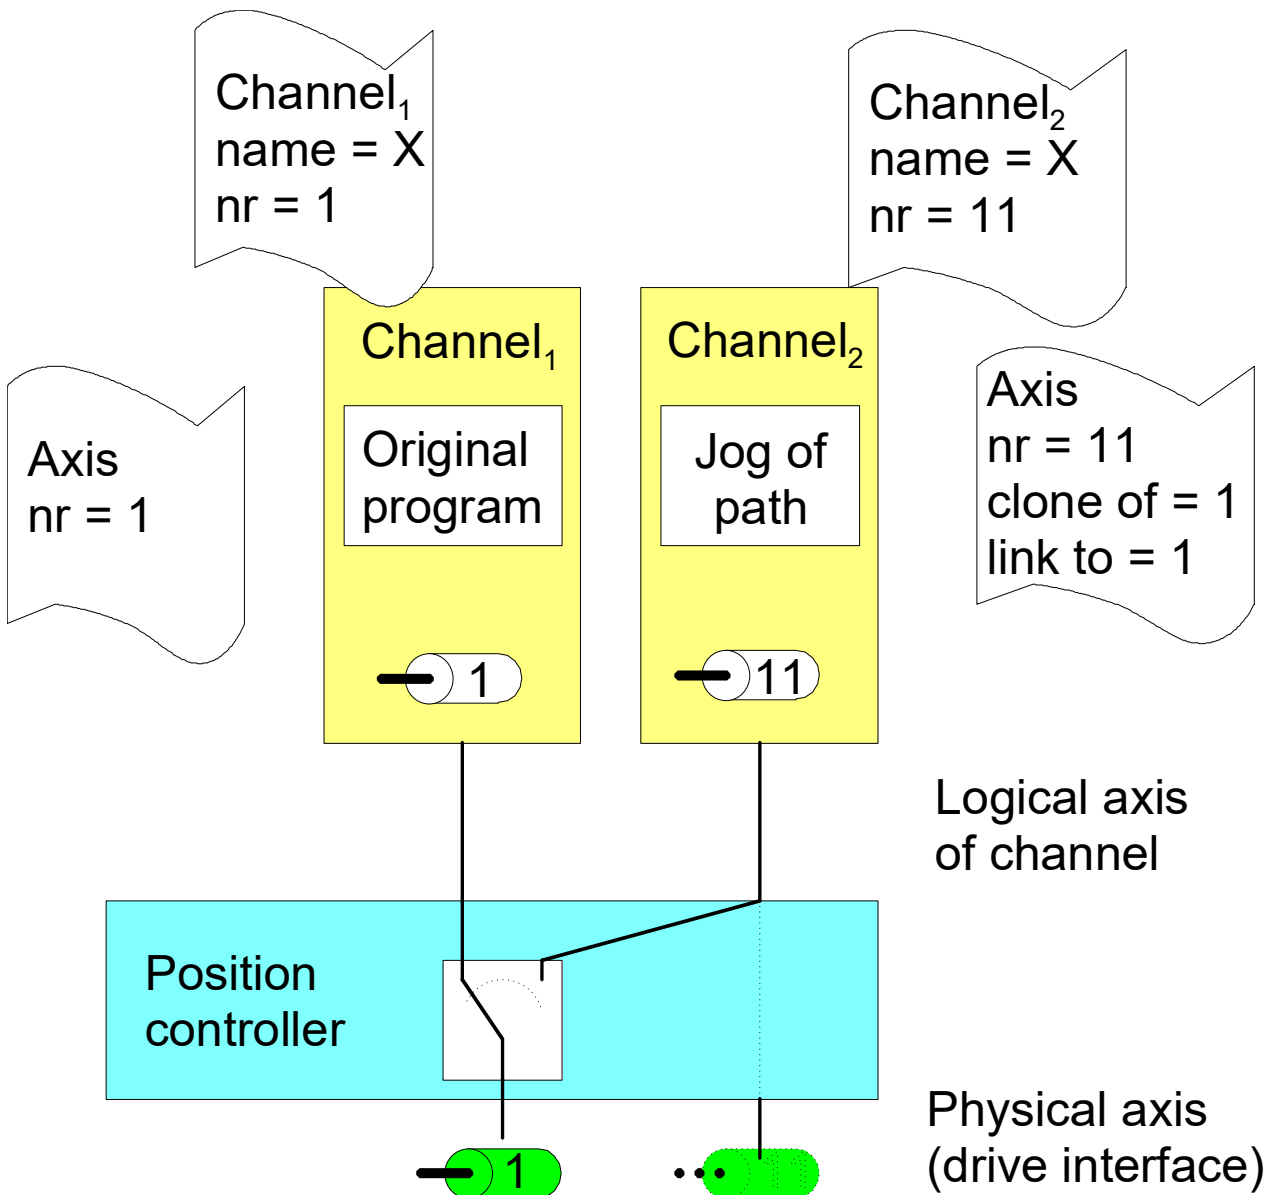 Channel₁
name = X
nr = 1
Channel₂
name = X
nr = 11
Channel₁
Channel₂
Axis
nr = 1
Original
program
Jog of
path
Axis
nr = 11
clone of = 1
link to = 1
1
11
Logical axis
of channel
Position
controller
Physical axis
(drive interface)
1